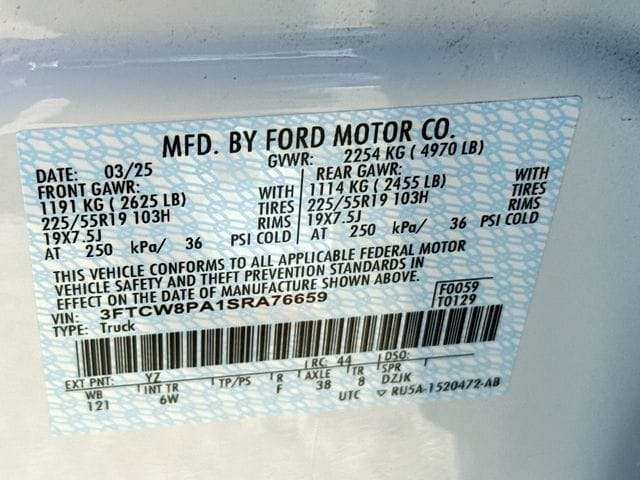 MFD. BY FORD MOTOR CO.
DATE: 03/25 GVWR: 2254 KG ( 4970 LB)
FRONT GAWR: REAR GAWR:
1191 KG ( 2625 LB) WITH 1114 KG ( 2455 LB) WITH
225/55R19 103H TIRES 225/55R19 103H TIRES
19X7.5J RIMS 19X7.5J RIMS
AT 250 kPa/ 36 PSI COLD AT 250 kPa/ 36 PSI COLD
THIS VEHICLE CONFORMS TO ALL APPLICABLE FEDERAL MOTOR
VEHICLE SAFETY AND THEFT PREVENTION STANDARDS IN
EFFECT ON THE DATE OF MANUFACTURE SHOWN ABOVE.
VIN: 3FTCW8PA1SRA76659 F0059
TYPE: Truck T0129
EXT PNT: YZ RC: 44 DSO:
WB INT TR TP/PS R AXLE TR SPR
121 6W F 38 8 DZJK
UTC ▽ RU5A-1520472-AB